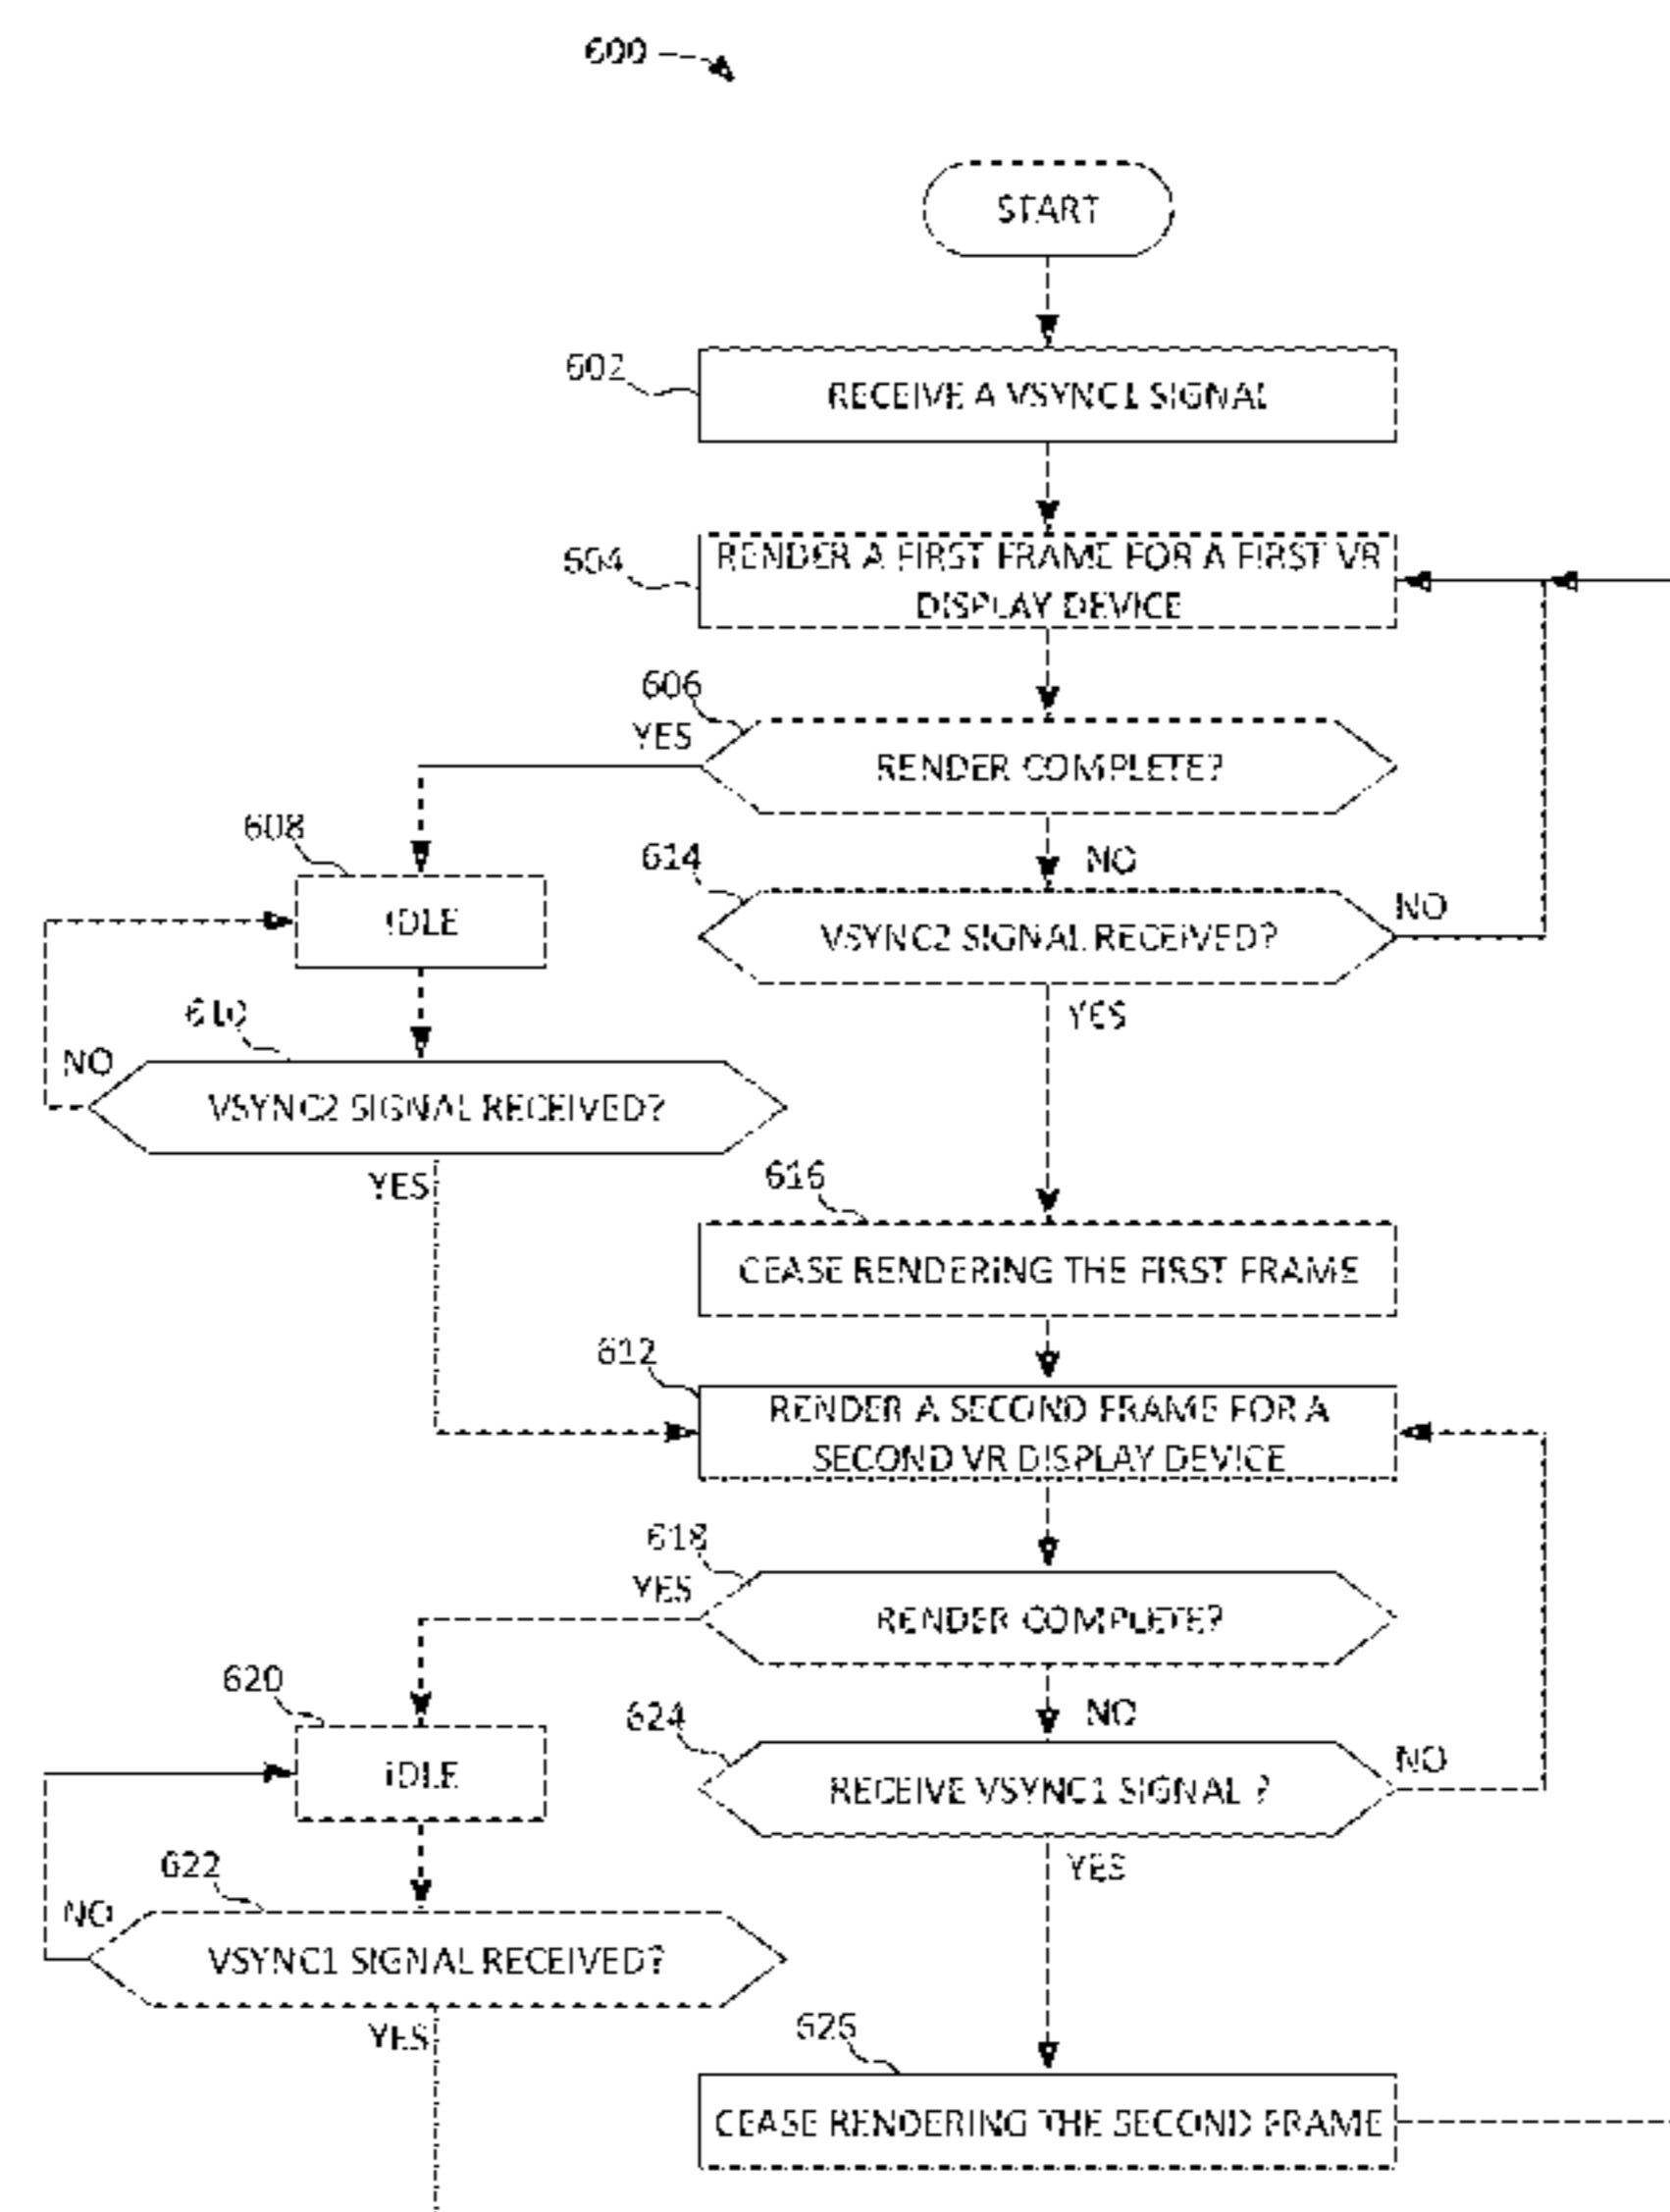 600
START
602
RECEIVE A VSYNC1 SIGNAL
604
RENDER A FIRST FRAME FOR A FIRST VR
DISPLAY DEVICE
606
YES
RENDER COMPLETE?
608
614
NO
IDLE
VSYNC2 SIGNAL RECEIVED?
NO
610
YES
NO
VSYNC2 SIGNAL RECEIVED?
YES
616
CEASE RENDERING THE FIRST FRAME
612
RENDER A SECOND FRAME FOR A
SECOND VR DISPLAY DEVICE
618
YES
RENDER COMPLETE?
620
624
NO
IDLE
RECEIVE VSYNC1 SIGNAL ?
NO
622
YES
NO
VSYNC1 SIGNAL RECEIVED?
YES
626
CEASE RENDERING THE SECOND FRAME